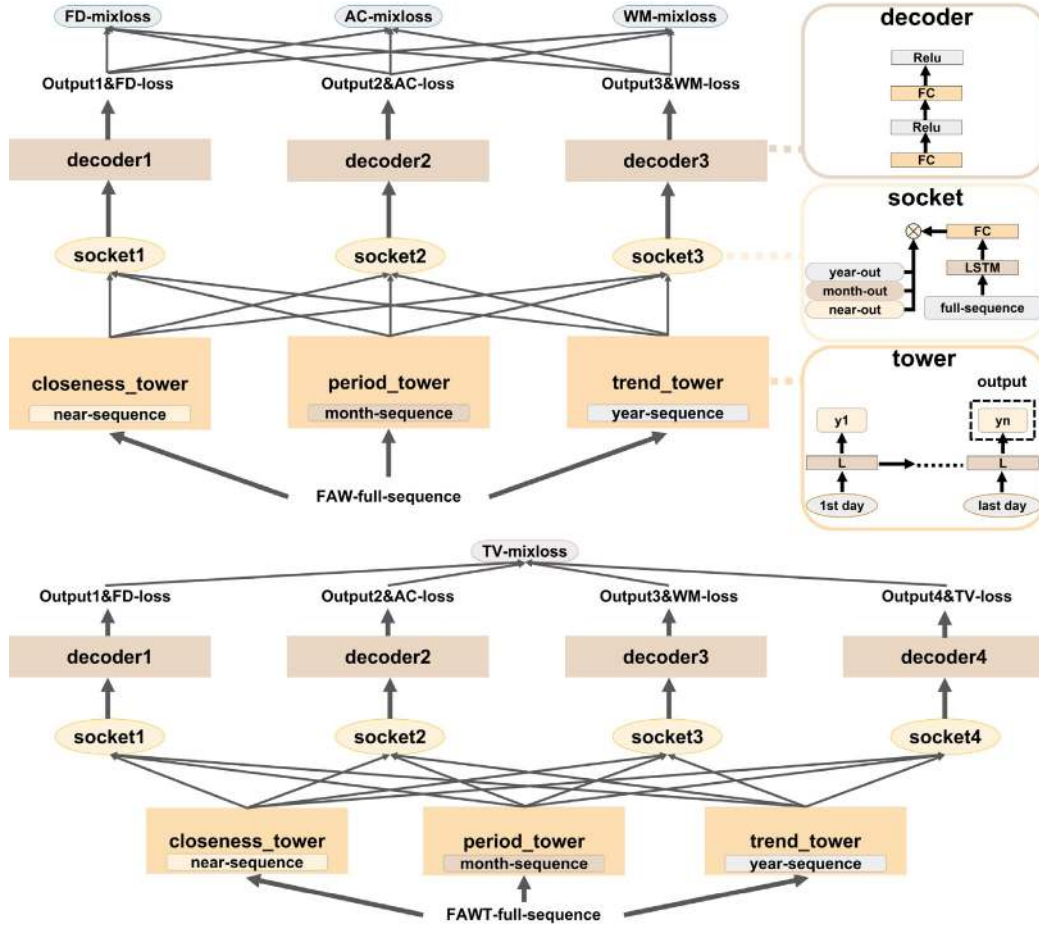 FD-mixloss
AC-mixloss
WM-mixloss
Output1&FD-loss
Output2&AC-loss
Output3&WM-loss
decoder1
decoder2
decoder3
socket1
socket2
socket3
closeness_tower
near-sequence
period_tower
month-sequence
trend_tower
year-sequence
FAW-full-sequence
decoder
Relu
FC
Relu
FC
socket
FC
LSTM
year-out
month-out
near-out
full-sequence
tower
output
y1
yn
L
L
1st day
last day
TV-mixloss
Output1&FD-loss
Output2&AC-loss
Output3&WM-loss
Output4&TV-loss
decoder1
decoder2
decoder3
decoder4
socket1
socket2
socket3
socket4
closeness_tower
near-sequence
period_tower
month-sequence
trend_tower
year-sequence
FAWT-full-sequence